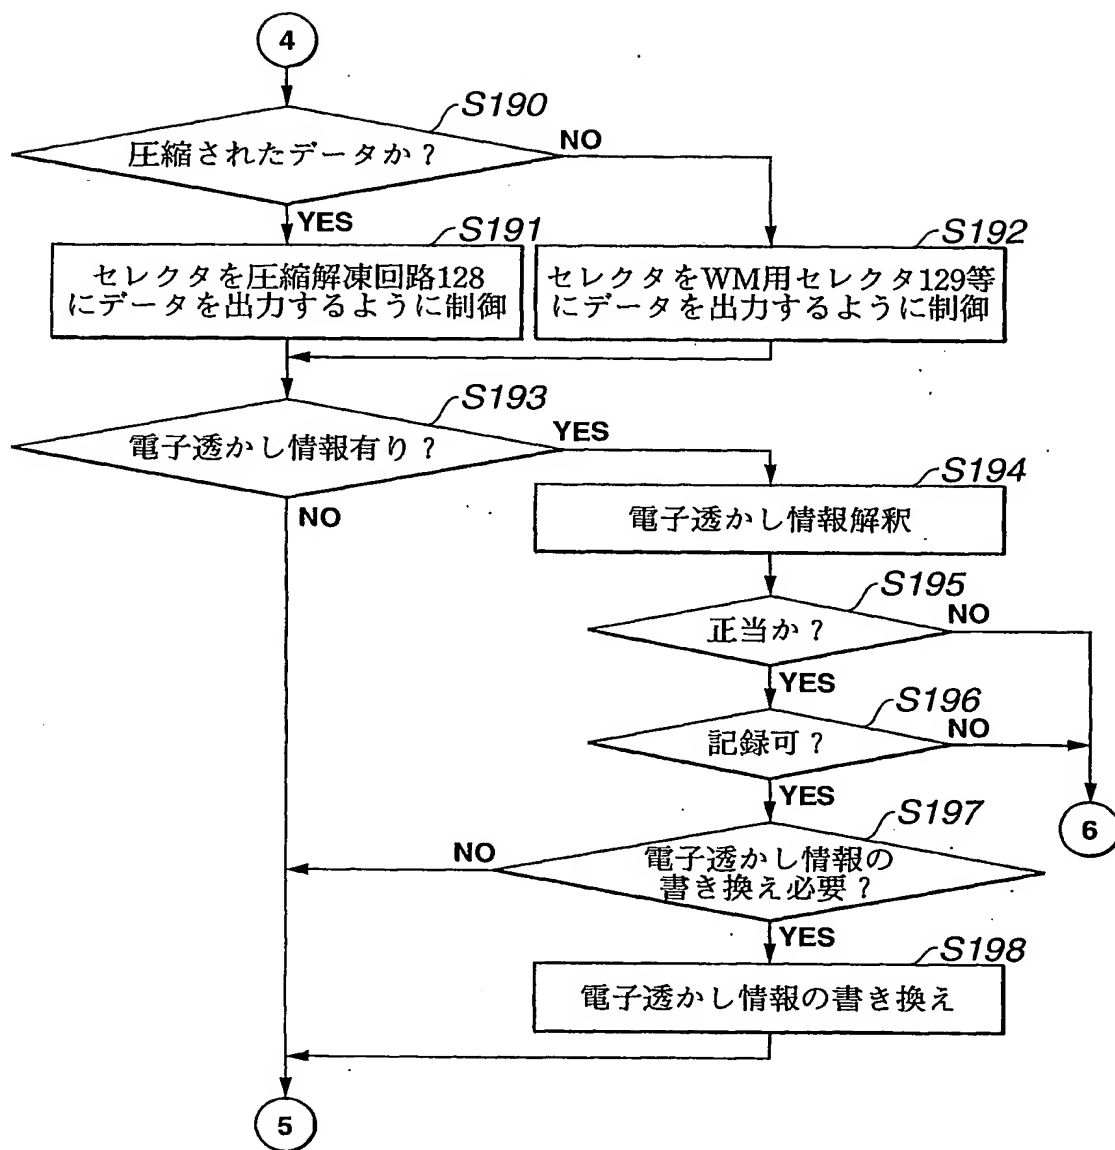 4
S190
圧縮されたデータか?
NO
YES
S191
セレクタを圧縮解凍回路128
にデータを出力するように制御
S192
セレクタをWM用セレクタ129等
にデータを出力するように制御
S193
電子透かし情報有り?
YES
NO
S194
電子透かし情報解釈
S195
正当か?
NO
YES
S196
記録可?
NO
YES
6
S197
電子透かし情報の
書き換え必要?
NO
YES
S198
電子透かし情報の書き換え
5